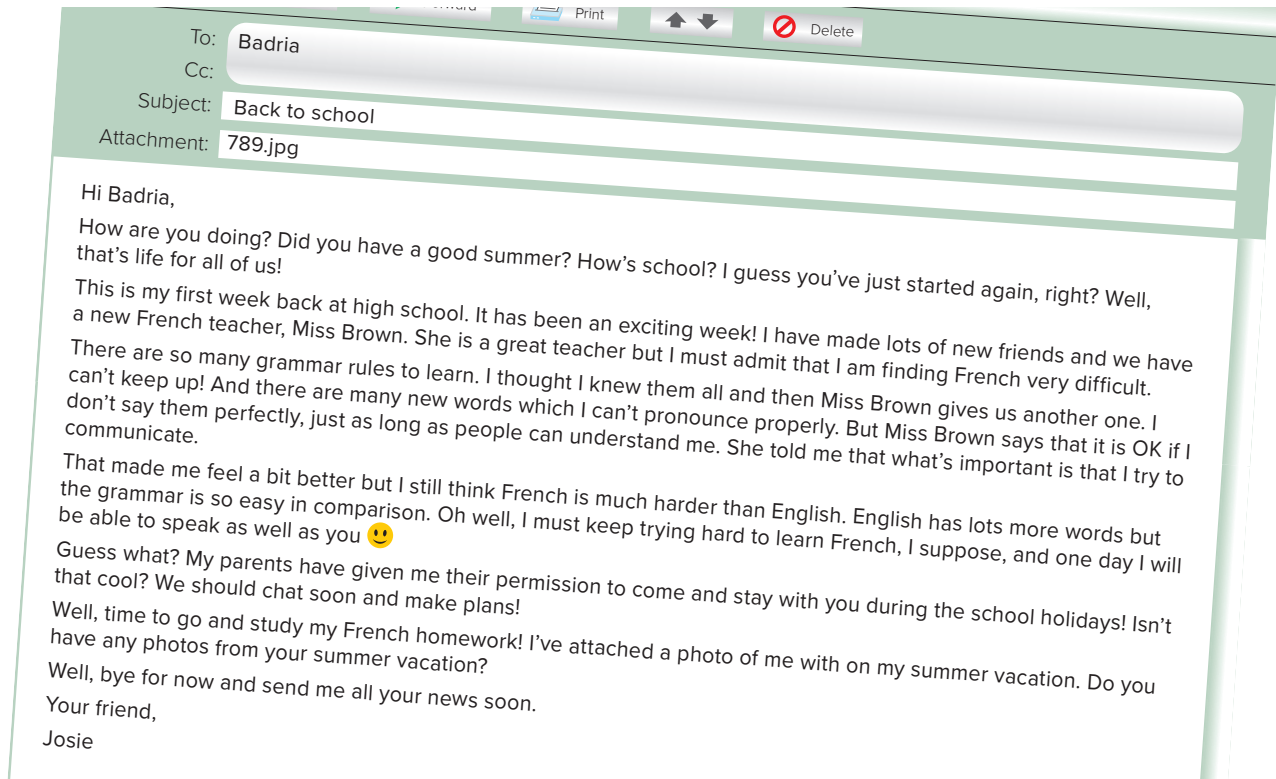 Print
Delete
To: Badria
Cc:
Subject: Back to school
Attachment: 789.jpg
Hi Badria,
How are you doing? Did you have a good summer? How's school? I guess you've just started again, right? Well,
that's life for all of us!
This is my first week back at high school. It has been an exciting week! I have made lots of new friends and we have
a new French teacher, Miss Brown. She is a great teacher but I must admit that I am finding French very difficult.
There are so many grammar rules to learn. I thought I knew them all and then Miss Brown gives us another one. I
can't keep up! And there are many new words which I can't pronounce properly. But Miss Brown says that it is OK if I
don't say them perfectly, just as long as people can understand me. She told me that what's important is that I try to
communicate.
That made me feel a bit better but I still think French is much harder than English. English has lots more words but
the grammar is so easy in comparison. Oh well, I must keep trying hard to learn French, I suppose, and one day I will
be able to speak as well as you 🙂
Guess what? My parents have given me their permission to come and stay with you during the school holidays! Isn't
that cool? We should chat soon and make plans!
Well, time to go and study my French homework! I've attached a photo of me with on my summer vacation. Do you
have any photos from your summer vacation?
Well, bye for now and send me all your news soon.
Your friend,
Josie